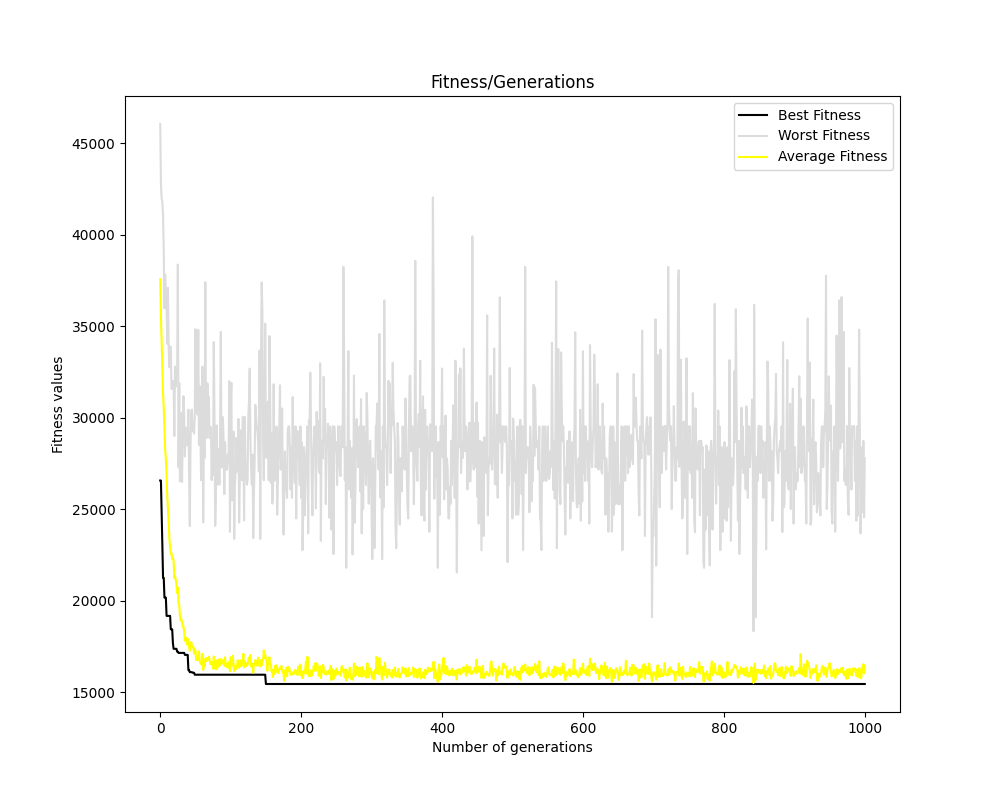 Fitness/Generations
Best Fitness
Worst Fitness
Average Fitness
45000
40000
35000
30000
25000
20000
15000
Fitness values
0 200 400 600 800 1000
Number of generations